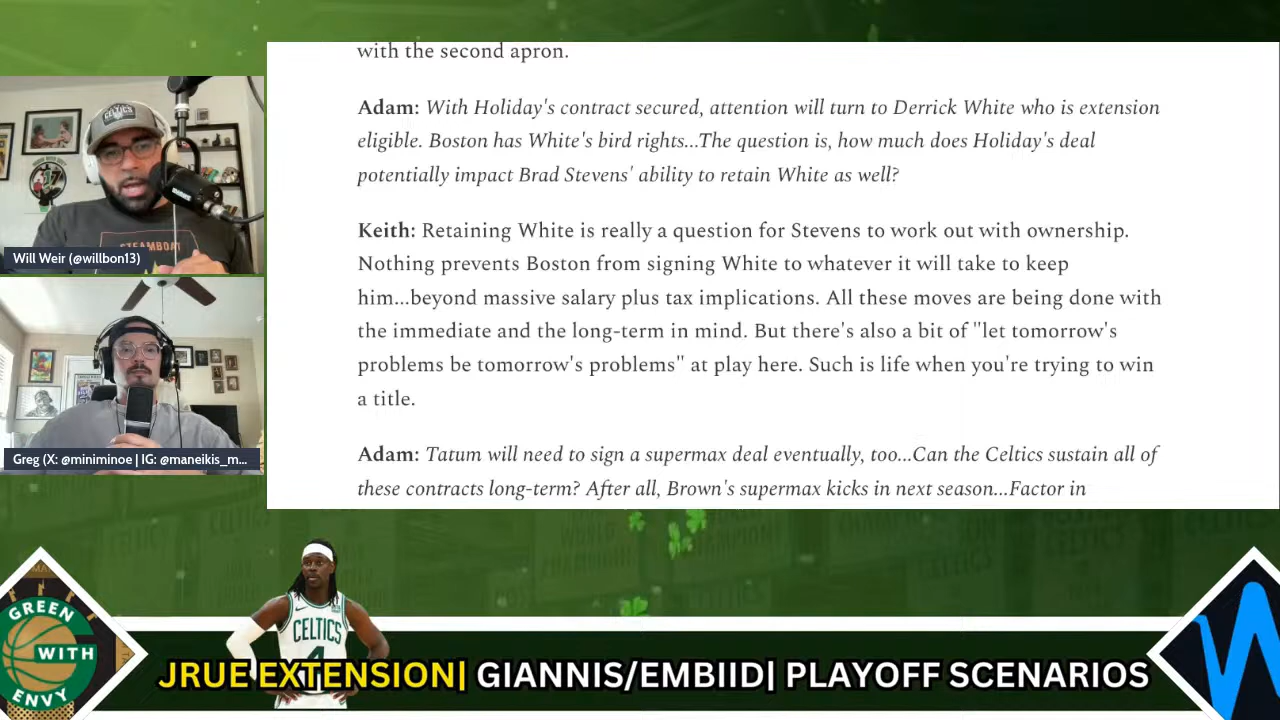 with the second apron.
Adam: With Holiday's contract secured, attention will turn to Derrick White who is extension
eligible. Boston has White's bird rights...The question is, how much does Holiday's deal
potentially impact Brad Stevens' ability to retain White as well?
Keith: Retaining White is really a question for Stevens to work out with ownership.
Nothing prevents Boston from signing White to whatever it will take to keep
him...beyond massive salary plus tax implications. All these moves are being done with
the immediate and the long-term in mind. But there's also a bit of "let tomorrow's
problems be tomorrow's problems" at play here. Such is life when you're trying to win
a title.
Adam: Tatum will need to sign a supermax deal eventually, too...Can the Celtics sustain all of
these contracts long-term? After all, Brown's supermax kicks in next season...Factor in
CELTICS
STEAMBOAT
Will Weir (@willbon13)
Greg (X: @miniminoe | IG: @maneikis_m...
GREEN
WITH
ENVY
CELTICS
4
JRUE EXTENSION| GIANNIS/EMBIID| PLAYOFF SCENARIOS